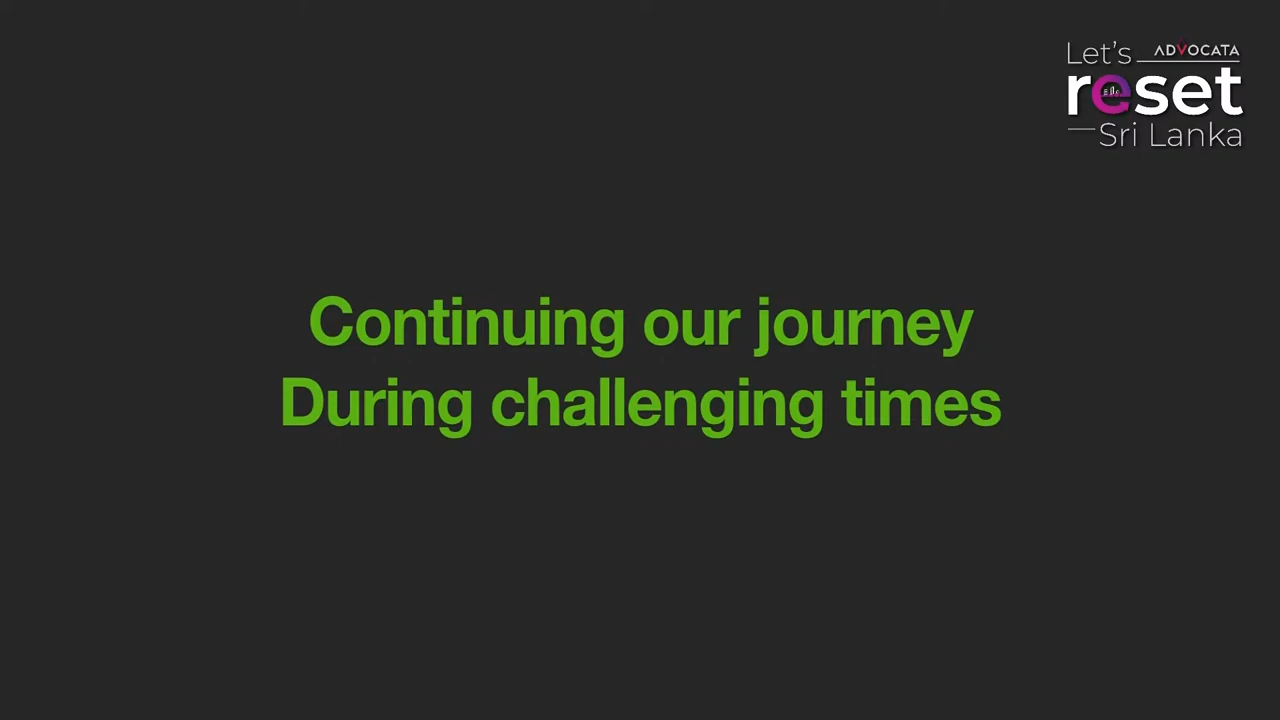 Let's ADVOCATA
reset
Sri Lanka
Continuing our journey
During challenging times